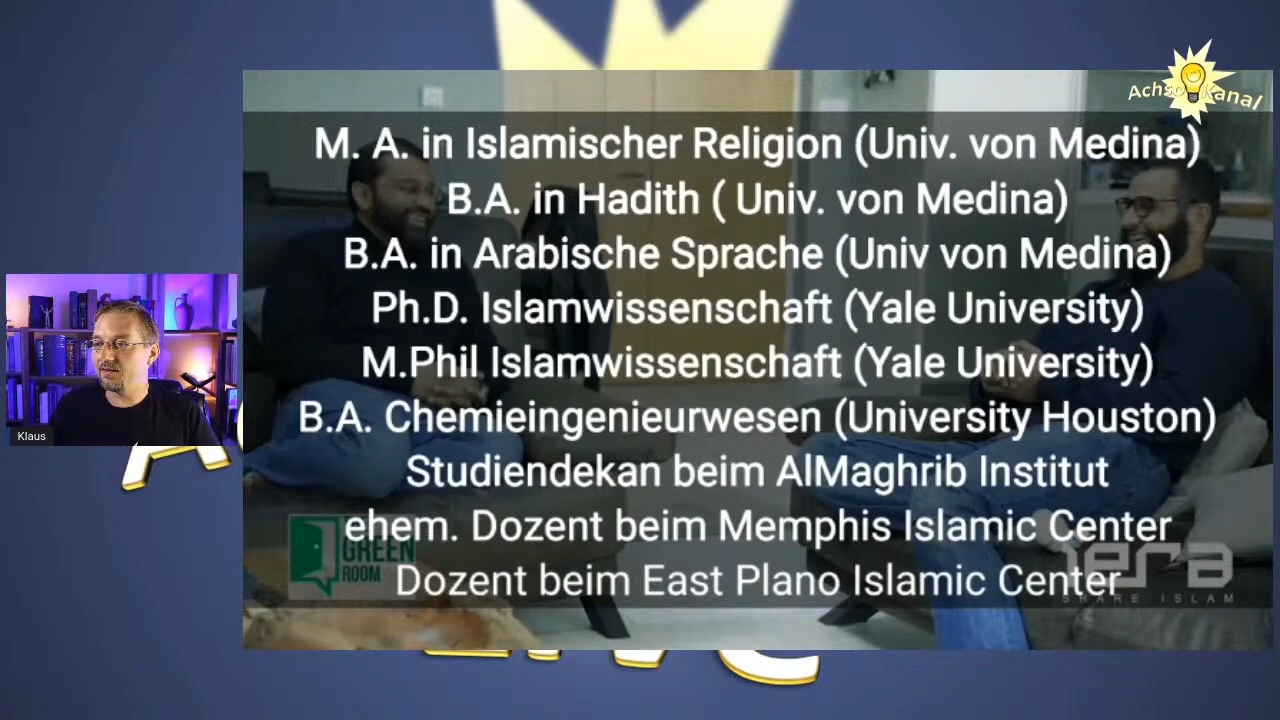 Achso Kanal
M. A. in Islamischer Religion (Univ. von Medina)
B.A. in Hadith ( Univ. von Medina)
B.A. in Arabische Sprache (Univ von Medina)
Ph.D. Islamwissenschaft (Yale University)
M.Phil Islamwissenschaft (Yale University)
B.A. Chemieingenieurwesen (University Houston)
Studiendekan beim AlMaghrib Institut
ehem. Dozent beim Memphis Islamic Center
Dozent beim East Plano Islamic Center
Klaus
GREEN
ROOM
SHARE ISLAM